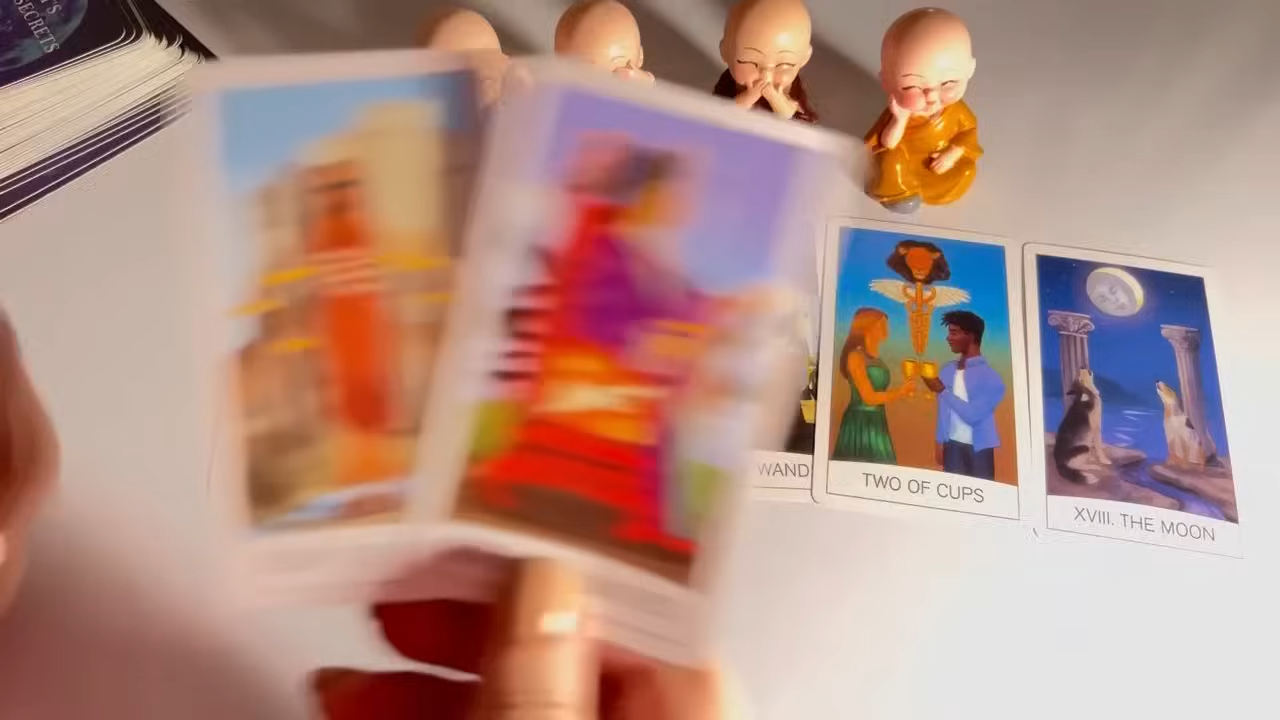 SECRETS
WAND
TWO OF CUPS
XVIII. THE MOON